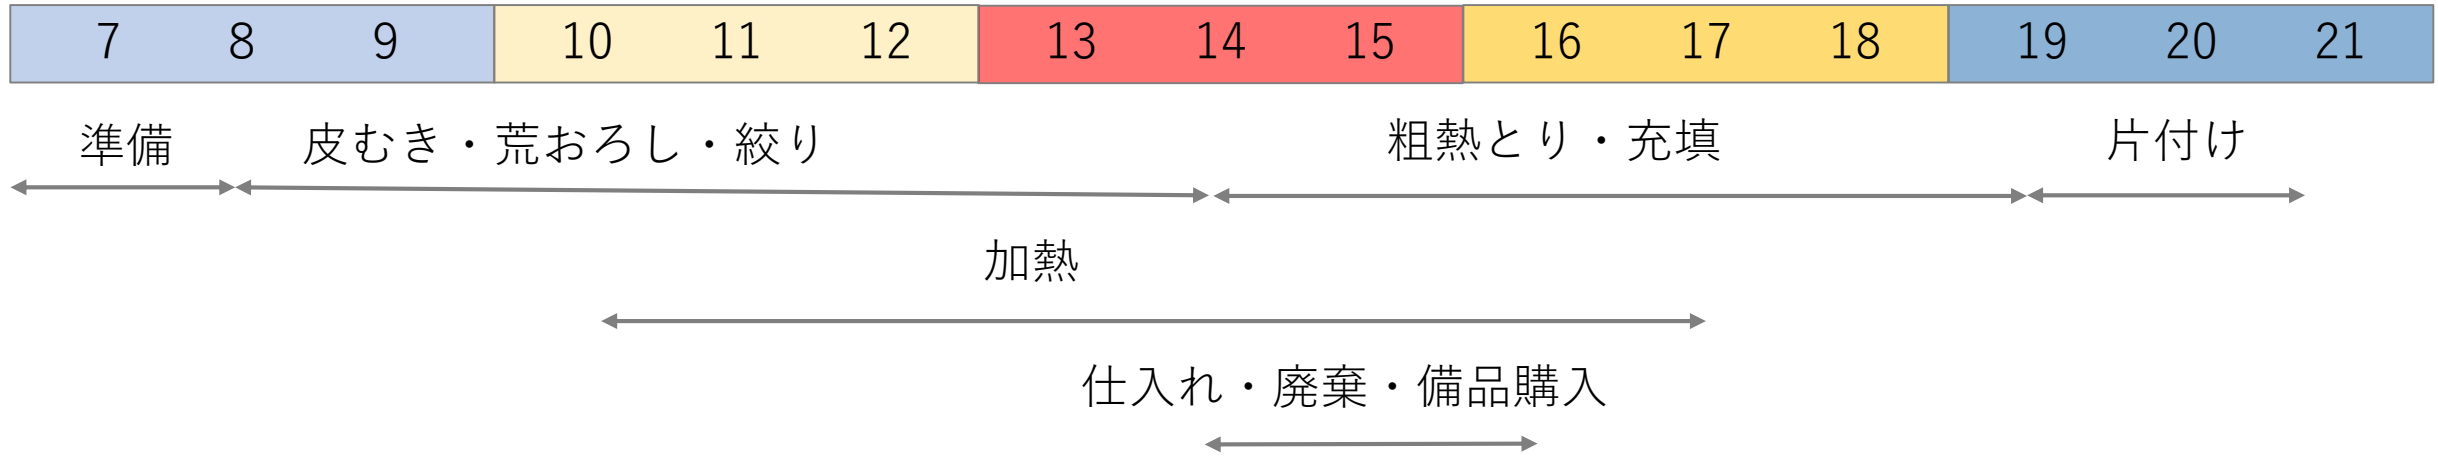 7 8 9 10 11 12 13 14 15 16 17 18 19 20 21
準備 皮むき・荒おろし・絞り 粗熱とり・充填 片付け
加熱
仕入れ・廃棄・備品購入